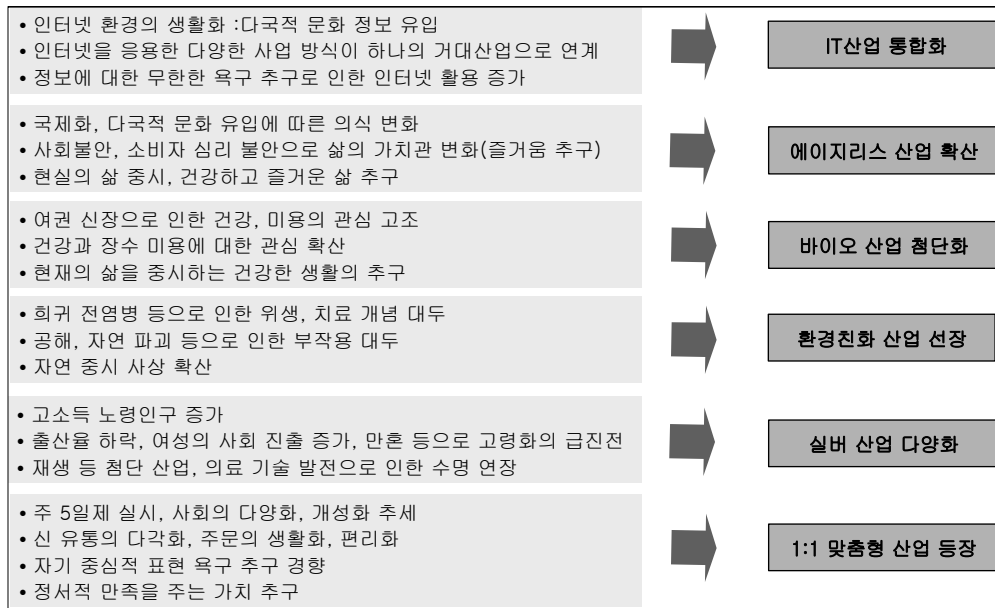 • 인터넷 환경의 생활화 :다국적 문화 정보 유입
• 인터넷을 응용한 다양한 사업 방식이 하나의 거대산업으로 연계
• 정보에 대한 무한한 욕구 추구로 인한 인터넷 활용 증가
IT산업 통합화
• 국제화, 다국적 문화 유입에 따른 의식 변화
• 사회불안, 소비자 심리 불안으로 삶의 가치관 변화(즐거움 추구)
• 현실의 삶 중시, 건강하고 즐거운 삶 추구
에이지리스 산업 확산
• 여권 신장으로 인한 건강, 미용의 관심 고조
• 건강과 장수 미용에 대한 관심 확산
• 현재의 삶을 중시하는 건강한 생활의 추구
바이오 산업 첨단화
• 희귀 전염병 등으로 인한 위생, 치료 개념 대두
• 공해, 자연 파괴 등으로 인한 부작용 대두
• 자연 중시 사상 확산
환경친화 산업 선장
• 고소득 노령인구 증가
• 출산율 하락, 여성의 사회 진출 증가, 만혼 등으로 고령화의 급진전
• 재생 등 첨단 산업, 의료 기술 발전으로 인한 수명 연장
실버 산업 다양화
• 주 5일제 실시, 사회의 다양화, 개성화 추세
• 신 유통의 다각화, 주문의 생활화, 편리화
• 자기 중심적 표현 욕구 추구 경향
• 정서적 만족을 주는 가치 추구
1:1 맞춤형 산업 등장